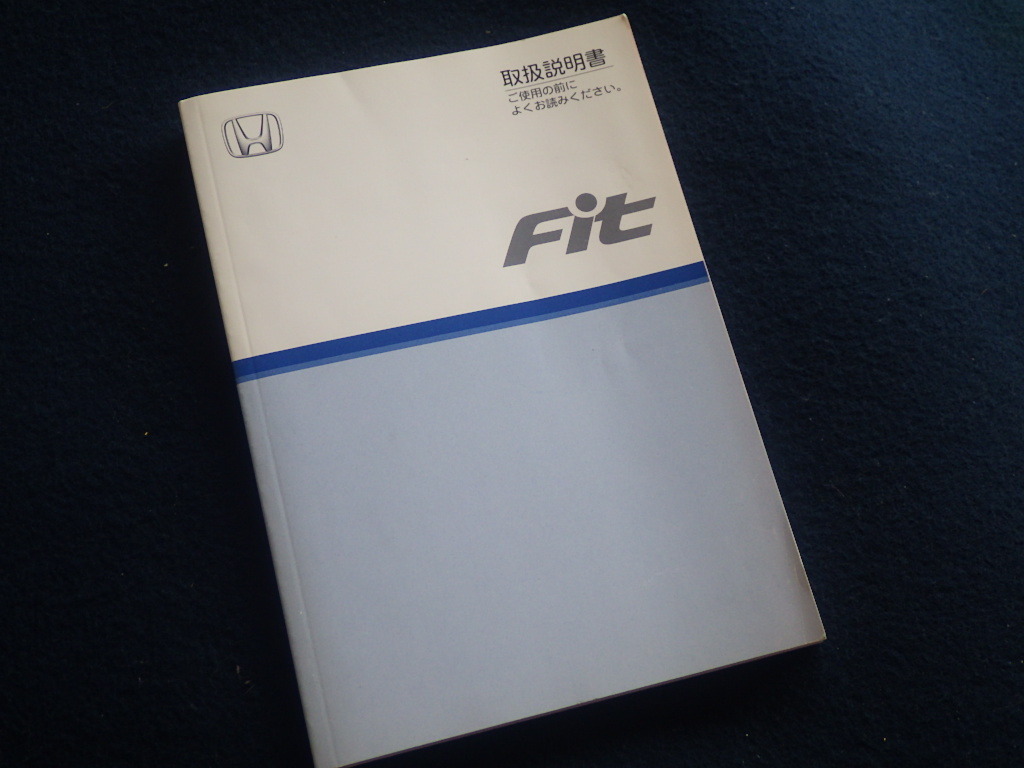 取扱説明書
ご使用の前に
よくお読みください。
Fit